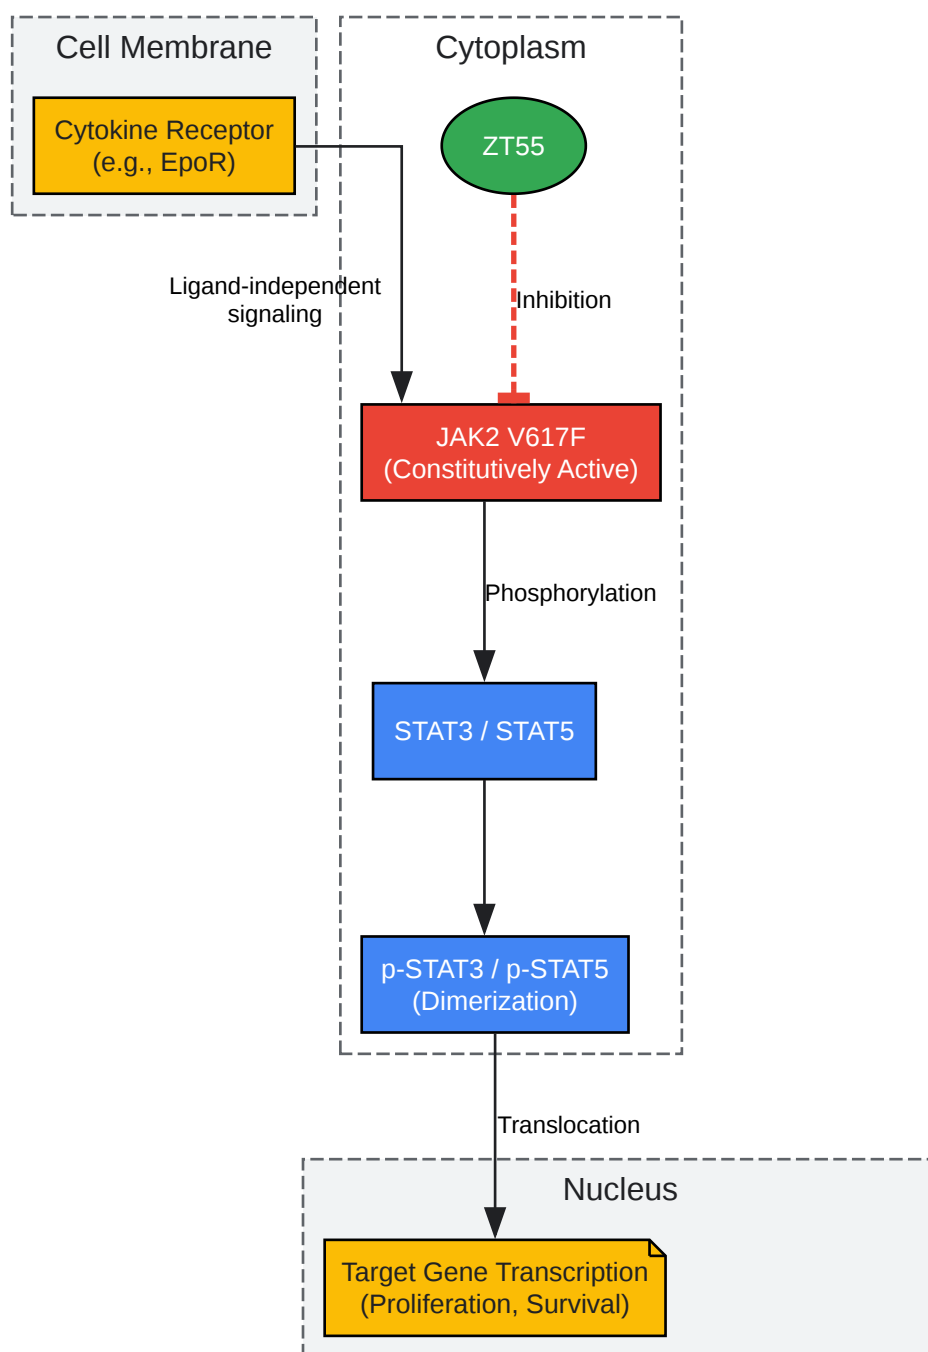 Cell Membrane
Cytoplasm
Cytokine Receptor
(e.g., EpoR)
ZT55
Ligand-independent
signaling
Inhibition
JAK2 V617F
(Constitutively Active)
Phosphorylation
STAT3 / STAT5
p-STAT3 / p-STAT5
(Dimerization)
Translocation
Nucleus
Target Gene Transcription
(Proliferation, Survival)